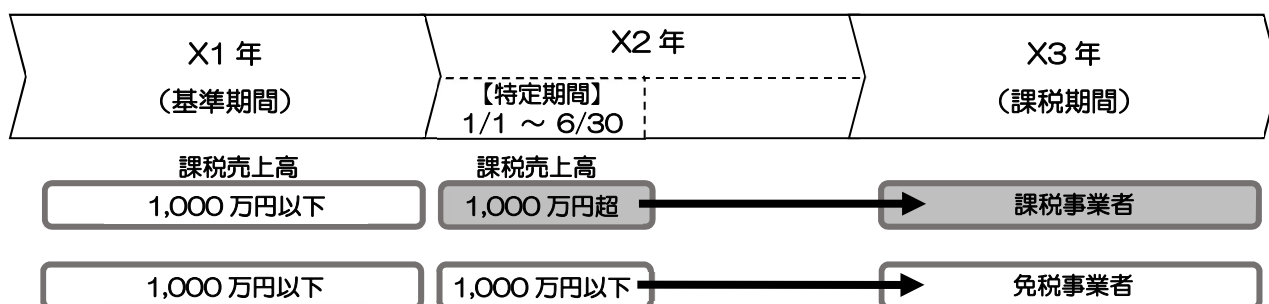 X1 年
(基準期間)
X2 年
【特定期間】
1/1 ~ 6/30
X3 年
(課税期間)
課税売上高
課税売上高
1,000 万円以下
1,000 万円超
課税事業者
1,000 万円以下
1,000 万円以下
免税事業者